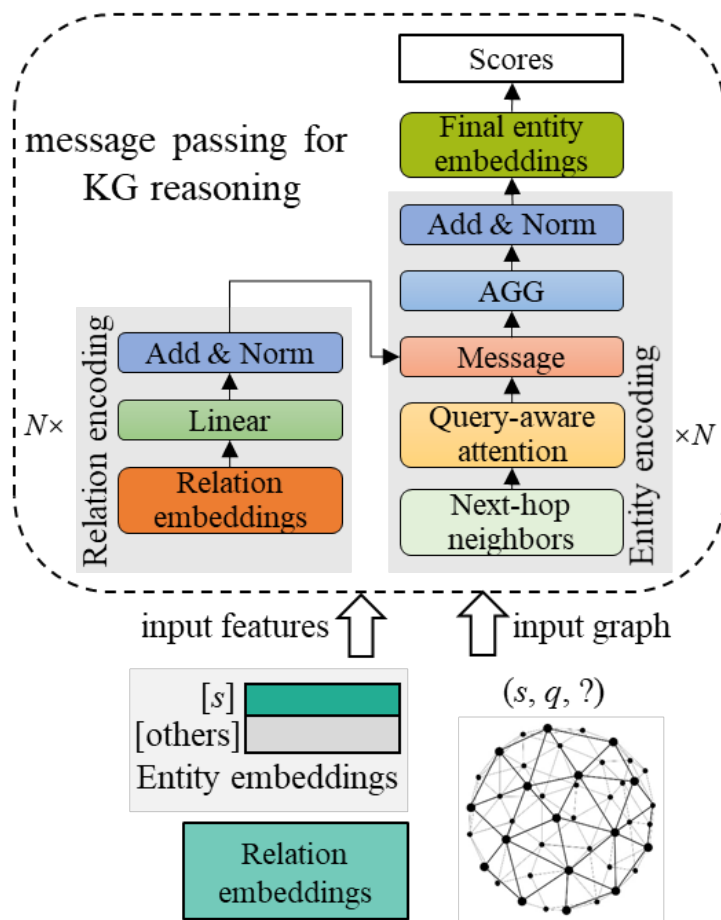 Scores
message passing for
KG reasoning
Final entity
embeddings
Add & Norm
AGG
Message
Query-aware
attention
Next-hop
neighbors
Entity encoding
×N
N×
Relation encoding
Add & Norm
Linear
Relation
embeddings
input features
input graph
[s]
[others]
Entity embeddings
(s, q, ?)
Relation
embeddings